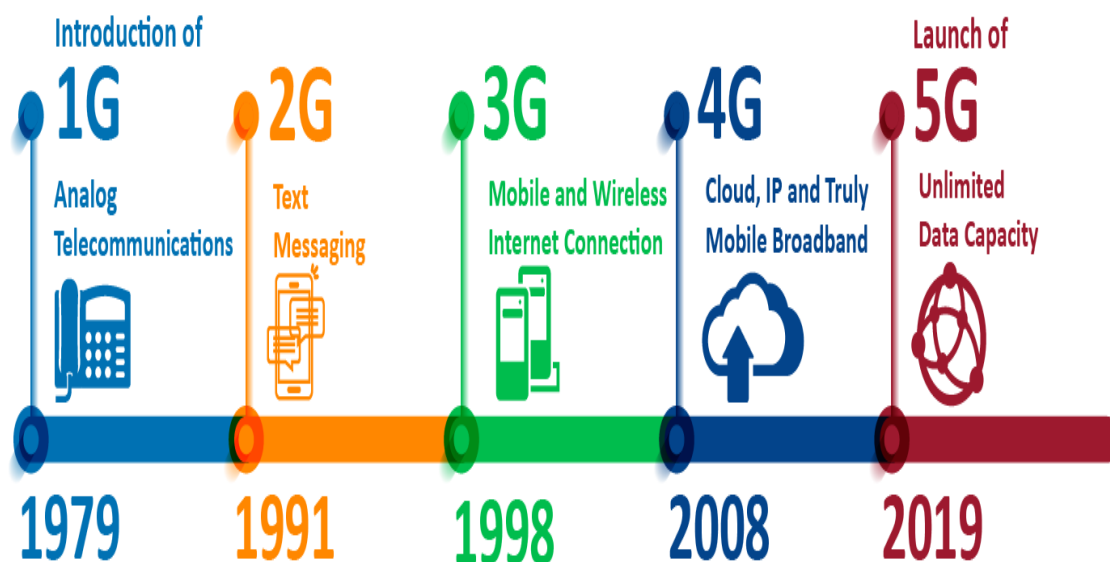 Introduction of
1G
Analog
Telecommunications
1979
2G
Text
Messaging
1991
3G
Mobile and Wireless
Internet Connection
1998
4G
Cloud, IP and Truly
Mobile Broadband
2008
Launch of
5G
Unlimited
Data Capacity
2019